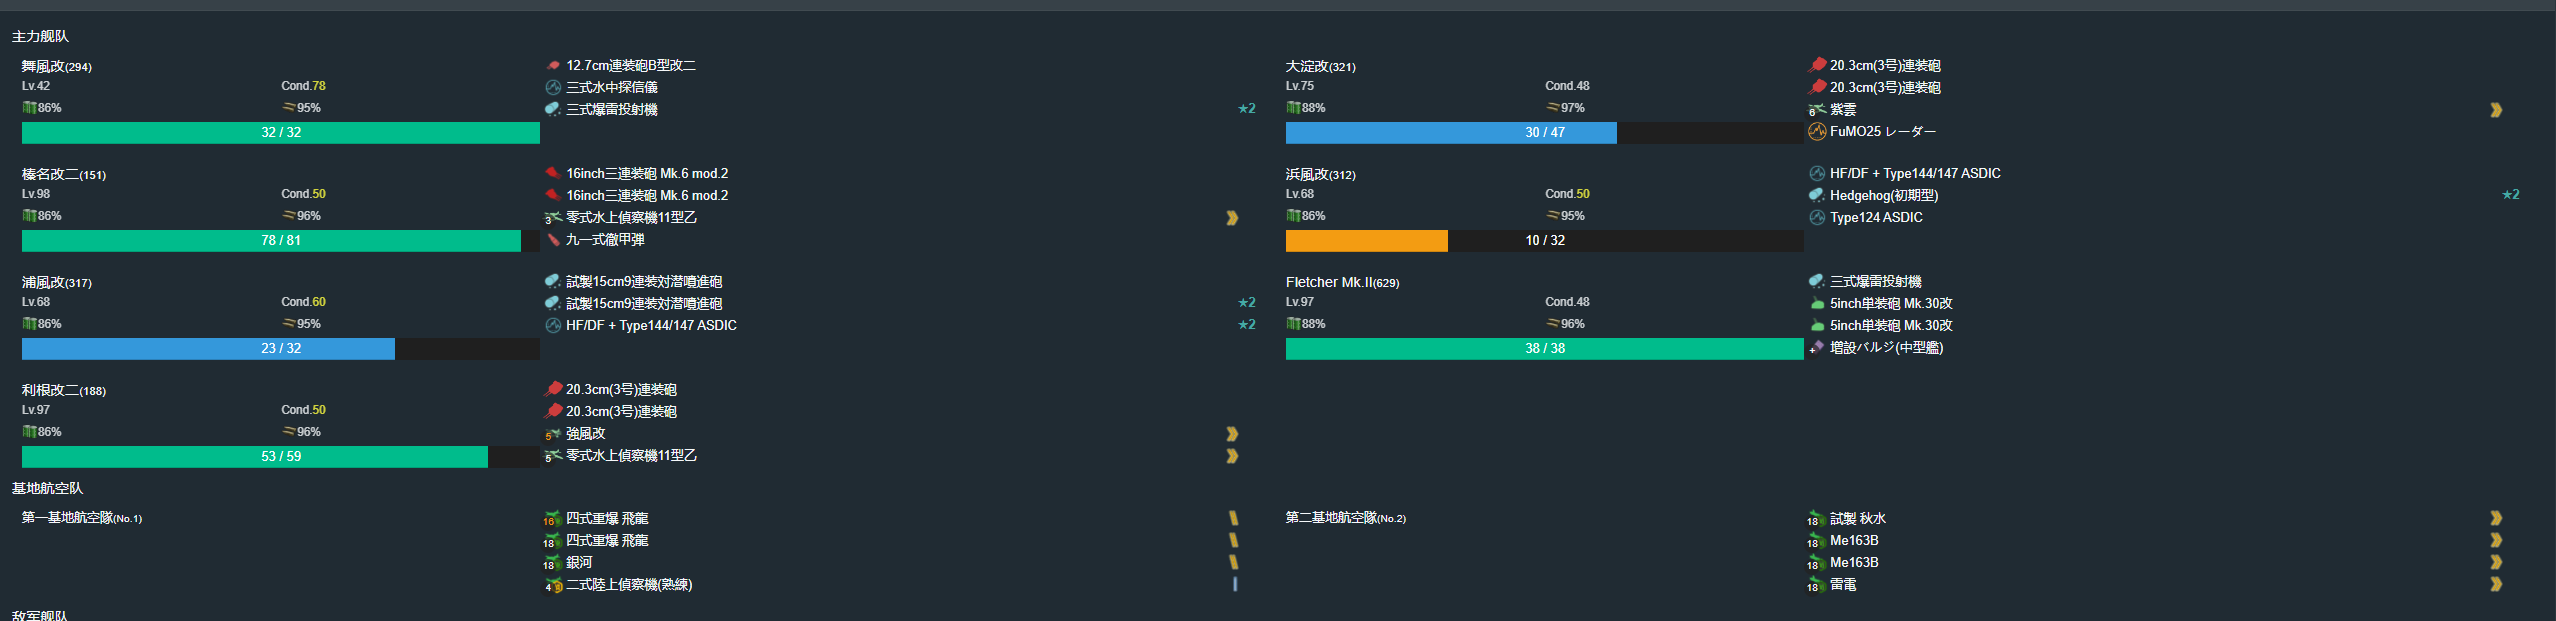 主力舰队
舞風改(294)
Lv.42 Cond.78
86% 95%
32 / 32
12.7cm連装砲B型改二
三式水中探信儀
三式爆雷投射機 ★2
大淀改(321)
Lv.75 Cond.48
88% 97%
30 / 47
20.3cm(3号)連装砲
20.3cm(3号)連装砲
6 紫雲
FuMO25 レーダー
榛名改二(151)
Lv.98 Cond.50
86% 96%
78 / 81
16inch三連装砲 Mk.6 mod.2
16inch三連装砲 Mk.6 mod.2
3 零式水上偵察機11型乙
九一式徹甲弾
浜風改(312)
Lv.68 Cond.50
86% 95%
10 / 32
HF/DF + Type144/147 ASDIC
Hedgehog(初期型) ★2
Type124 ASDIC
浦風改(317)
Lv.68 Cond.60
86% 95%
23 / 32
試製15cm9連装対潜噴進砲
試製15cm9連装対潜噴進砲 ★2
HF/DF + Type144/147 ASDIC ★2
Fletcher Mk.II(629)
Lv.97 Cond.48
88% 96%
38 / 38
三式爆雷投射機
5inch単装砲 Mk.30改
5inch単装砲 Mk.30改
+ 増設バルジ(中型艦)
利根改二(188)
Lv.97 Cond.50
86% 96%
53 / 59
20.3cm(3号)連装砲
20.3cm(3号)連装砲
5 強風改
5 零式水上偵察機11型乙
基地航空队
第一基地航空隊(No.1)
16 四式重爆 飛龍
18 四式重爆 飛龍
18 銀河
4 二式陸上偵察機(熟練)
第二基地航空隊(No.2)
18 試製 秋水
18 Me163B
18 Me163B
18 雷電
敌军舰队